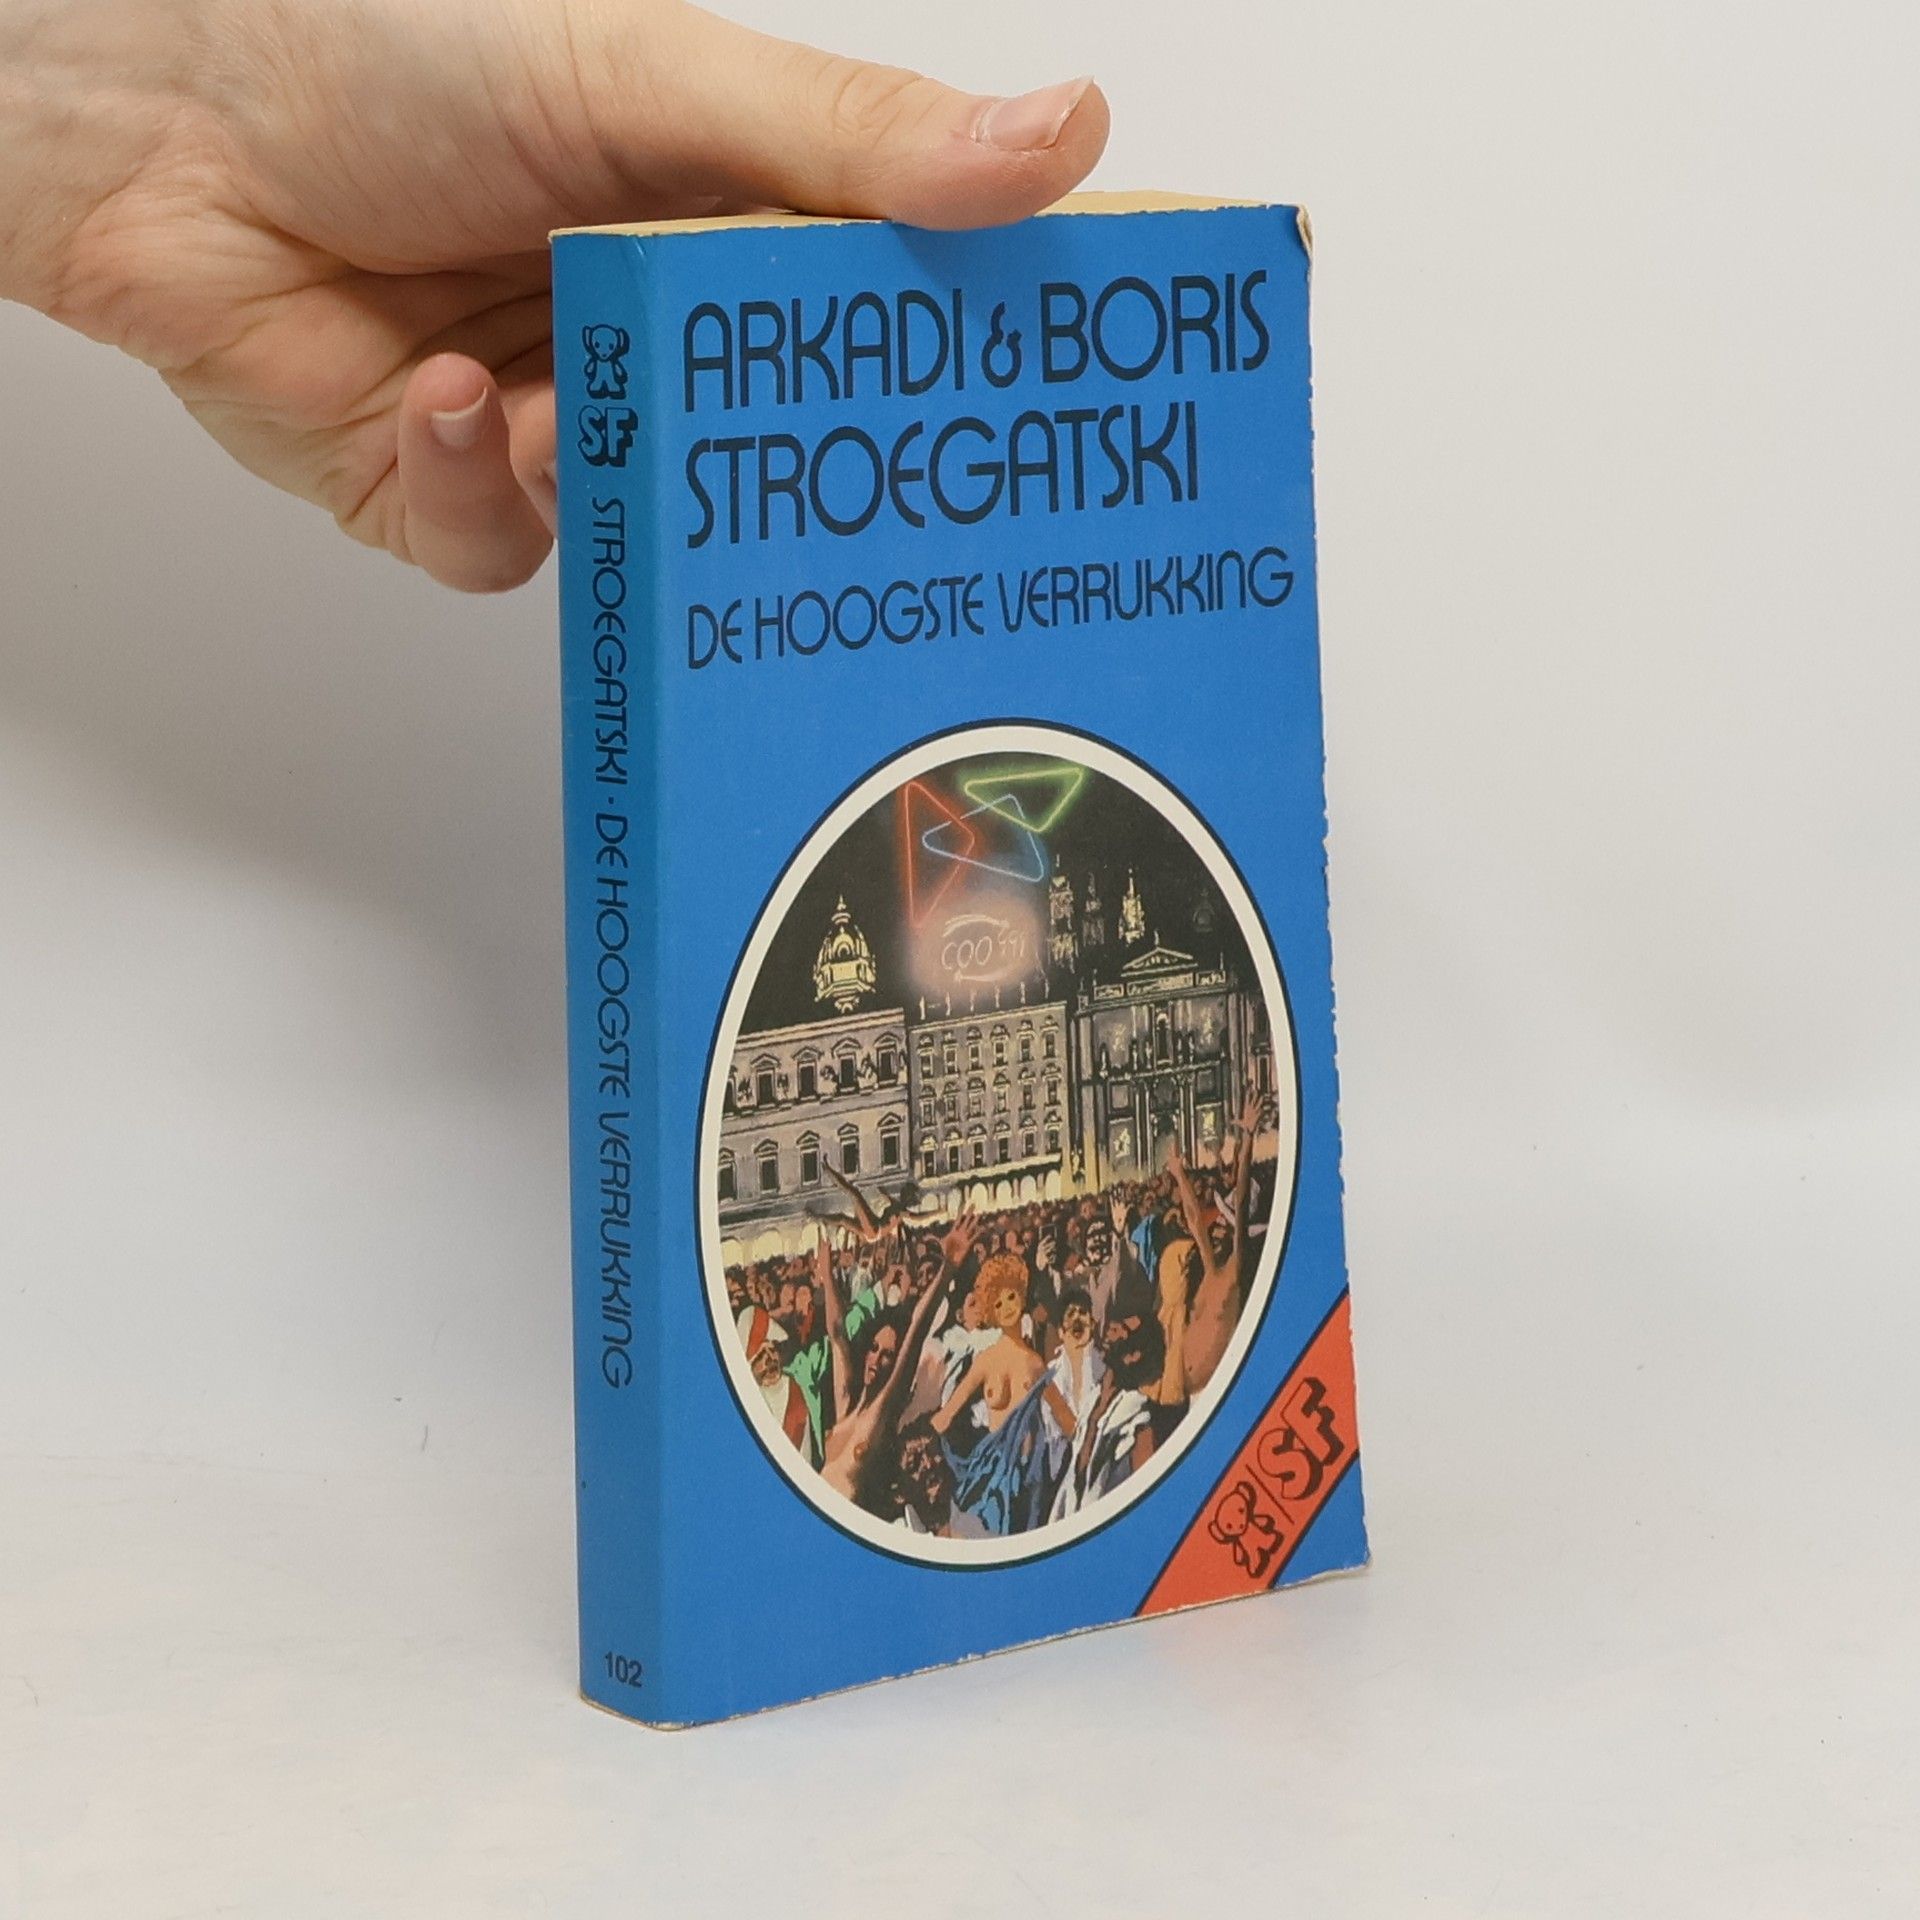 ARKADI & BORIS
STROEGATSKI
DE HOOGSTE VERRUKKING
SF
SF
STROEGATSKI · DE HOOGSTE VERRUKKING
102